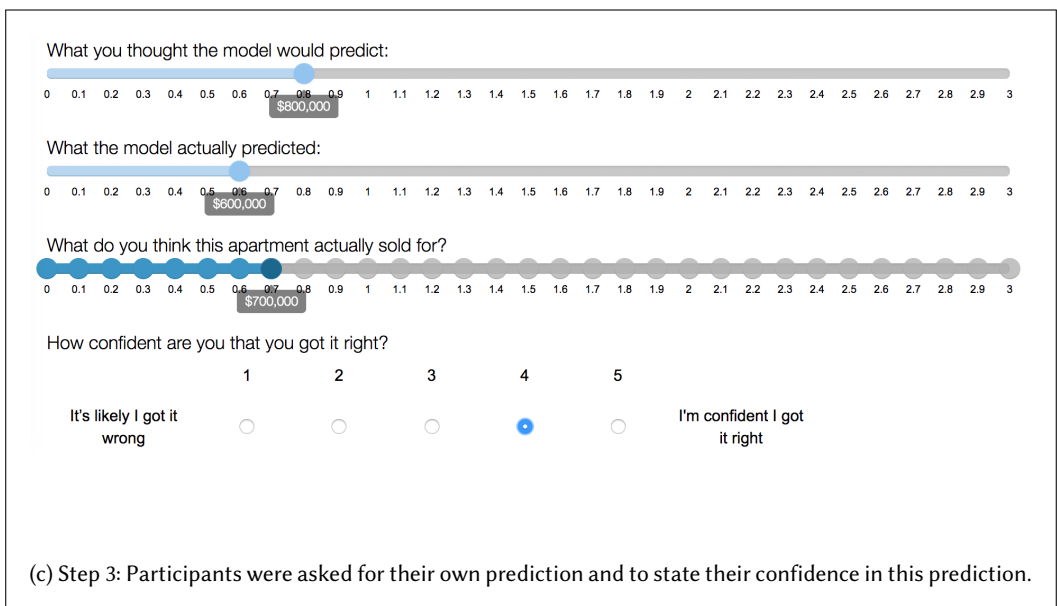 What you thought the model would predict:
0 0.1 0.2 0.3 0.4 0.5 0.6 0.7 0.8 0.9 1 1.1 1.2 1.3 1.4 1.5 1.6 1.7 1.8 1.9 2 2.1 2.2 2.3 2.4 2.5 2.6 2.7 2.8 2.9 3
$800,000
What the model actually predicted:
0 0.1 0.2 0.3 0.4 0.5 0.6 0.7 0.8 0.9 1 1.1 1.2 1.3 1.4 1.5 1.6 1.7 1.8 1.9 2 2.1 2.2 2.3 2.4 2.5 2.6 2.7 2.8 2.9 3
$600,000
What do you think this apartment actually sold for?
0 0.1 0.2 0.3 0.4 0.5 0.6 0.7 0.8 0.9 1 1.1 1.2 1.3 1.4 1.5 1.6 1.7 1.8 1.9 2 2.1 2.2 2.3 2.4 2.5 2.6 2.7 2.8 2.9 3
$700,000
How confident are you that you got it right?
1 2 3 4 5
It's likely I got it
wrong
I'm confident I got
it right
(c) Step 3: Participants were asked for their own prediction and to state their confidence in this prediction.